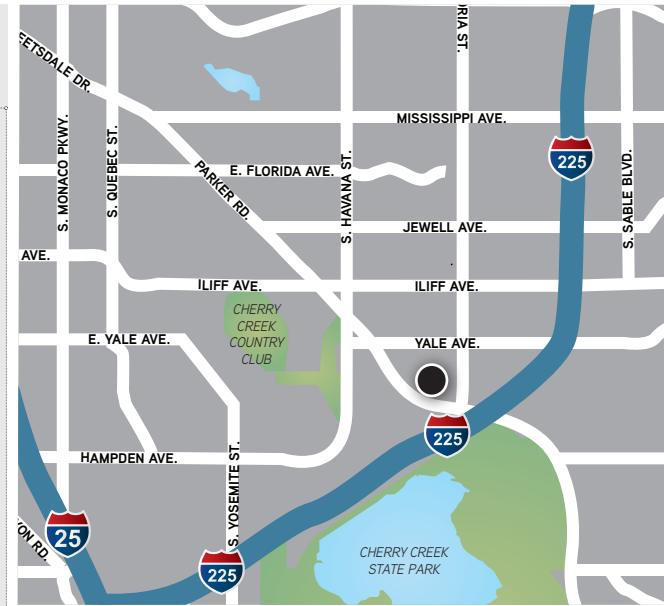 EETSDALE DR.
RIA ST.
MISSISSIPPI AVE.
225
S. MONACO PKWY.
S. QUEBEC ST.
PARKER RD.
E. FLORIDA AVE.
S. HAVANA ST.
S. SABLE BLVD.
JEWELL AVE.
AVE.
ILIFF AVE.
ILIFF AVE.
CHERRY
CREEK
COUNTRY
CLUB
E. YALE AVE.
YALE AVE.
225
HAMPDEN AVE.
S. YOSEMITE ST.
25
ON RD.
225
CHERRY CREEK
STATE PARK